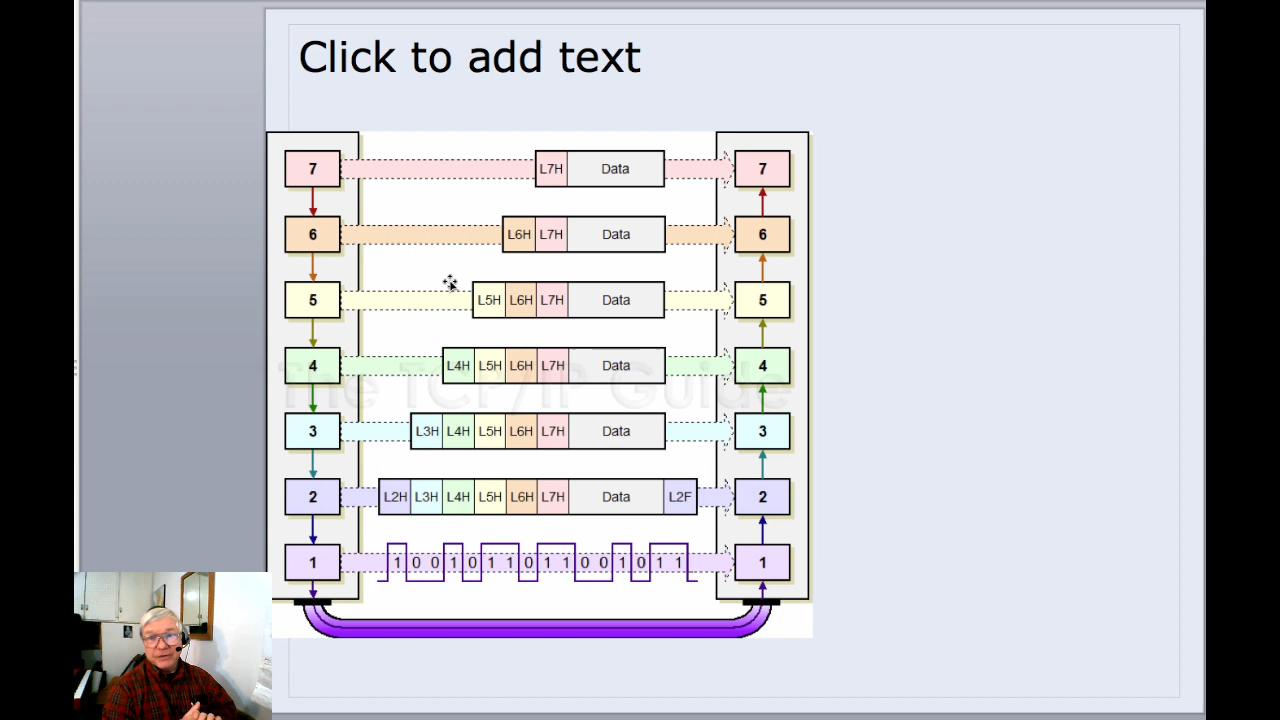 Click to add text
7 L7H Data 7
6 L6H L7H Data 6
5 L5H L6H L7H Data 5
4 L4H L5H L6H L7H Data 4
The TCP/IP Guide
3 L3H L4H L5H L6H L7H Data 3
2 L2H L3H L4H L5H L6H L7H Data L2F 2
1 1 0 0 1 0 1 1 0 1 1 0 0 1 0 1 1 1